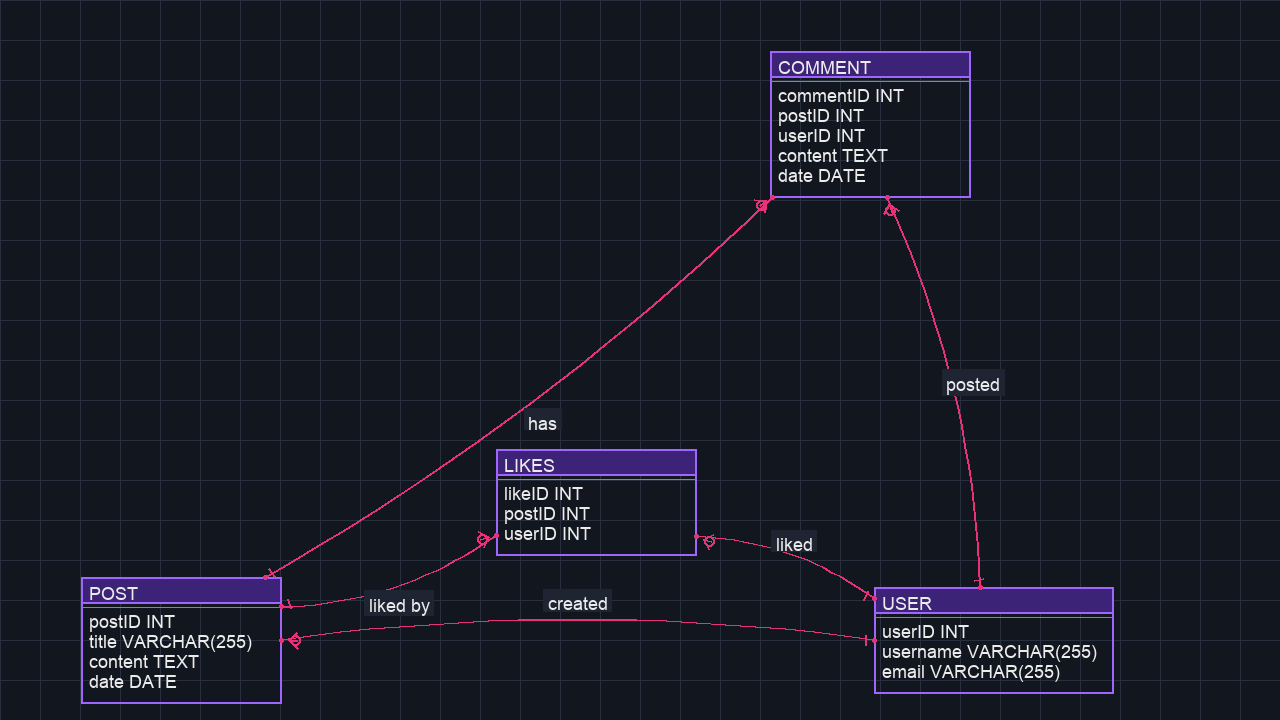 COMMENT
commentID INT
postID INT
userID INT
content TEXT
date DATE
posted
has
LIKES
likeID INT
postID INT
userID INT
liked
liked by
created
POST
postID INT
title VARCHAR(255)
content TEXT
date DATE
USER
userID INT
username VARCHAR(255)
email VARCHAR(255)